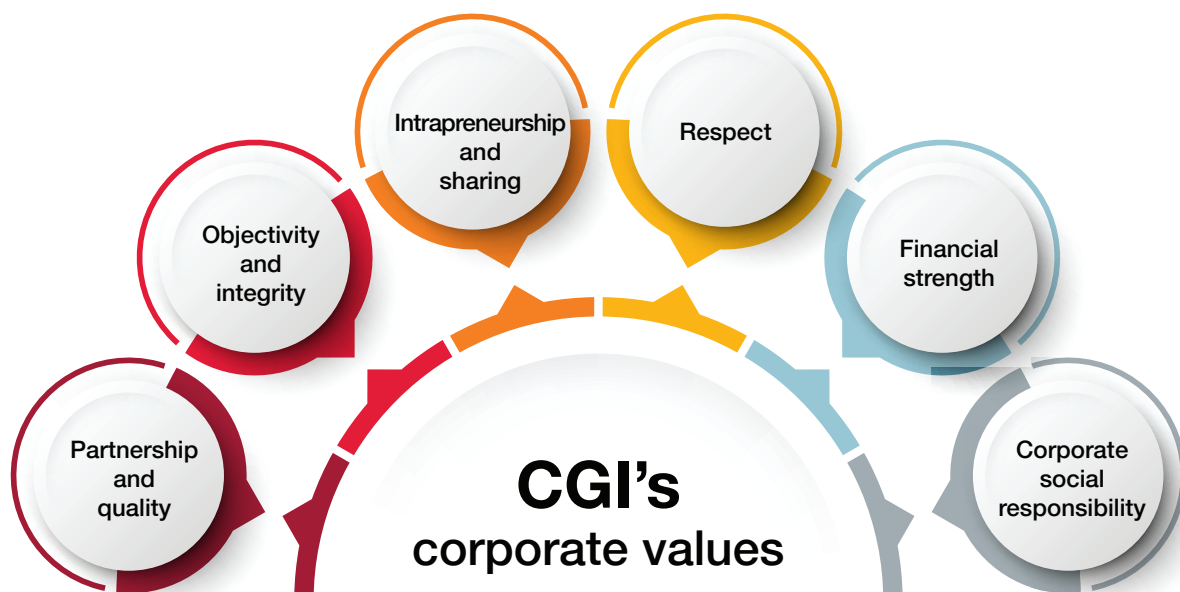 Intrapreneurship
and
sharing
Respect
Objectivity
and
integrity
Financial
strength
Partnership
and
quality
Corporate
social
responsibility
CGI's
corporate values